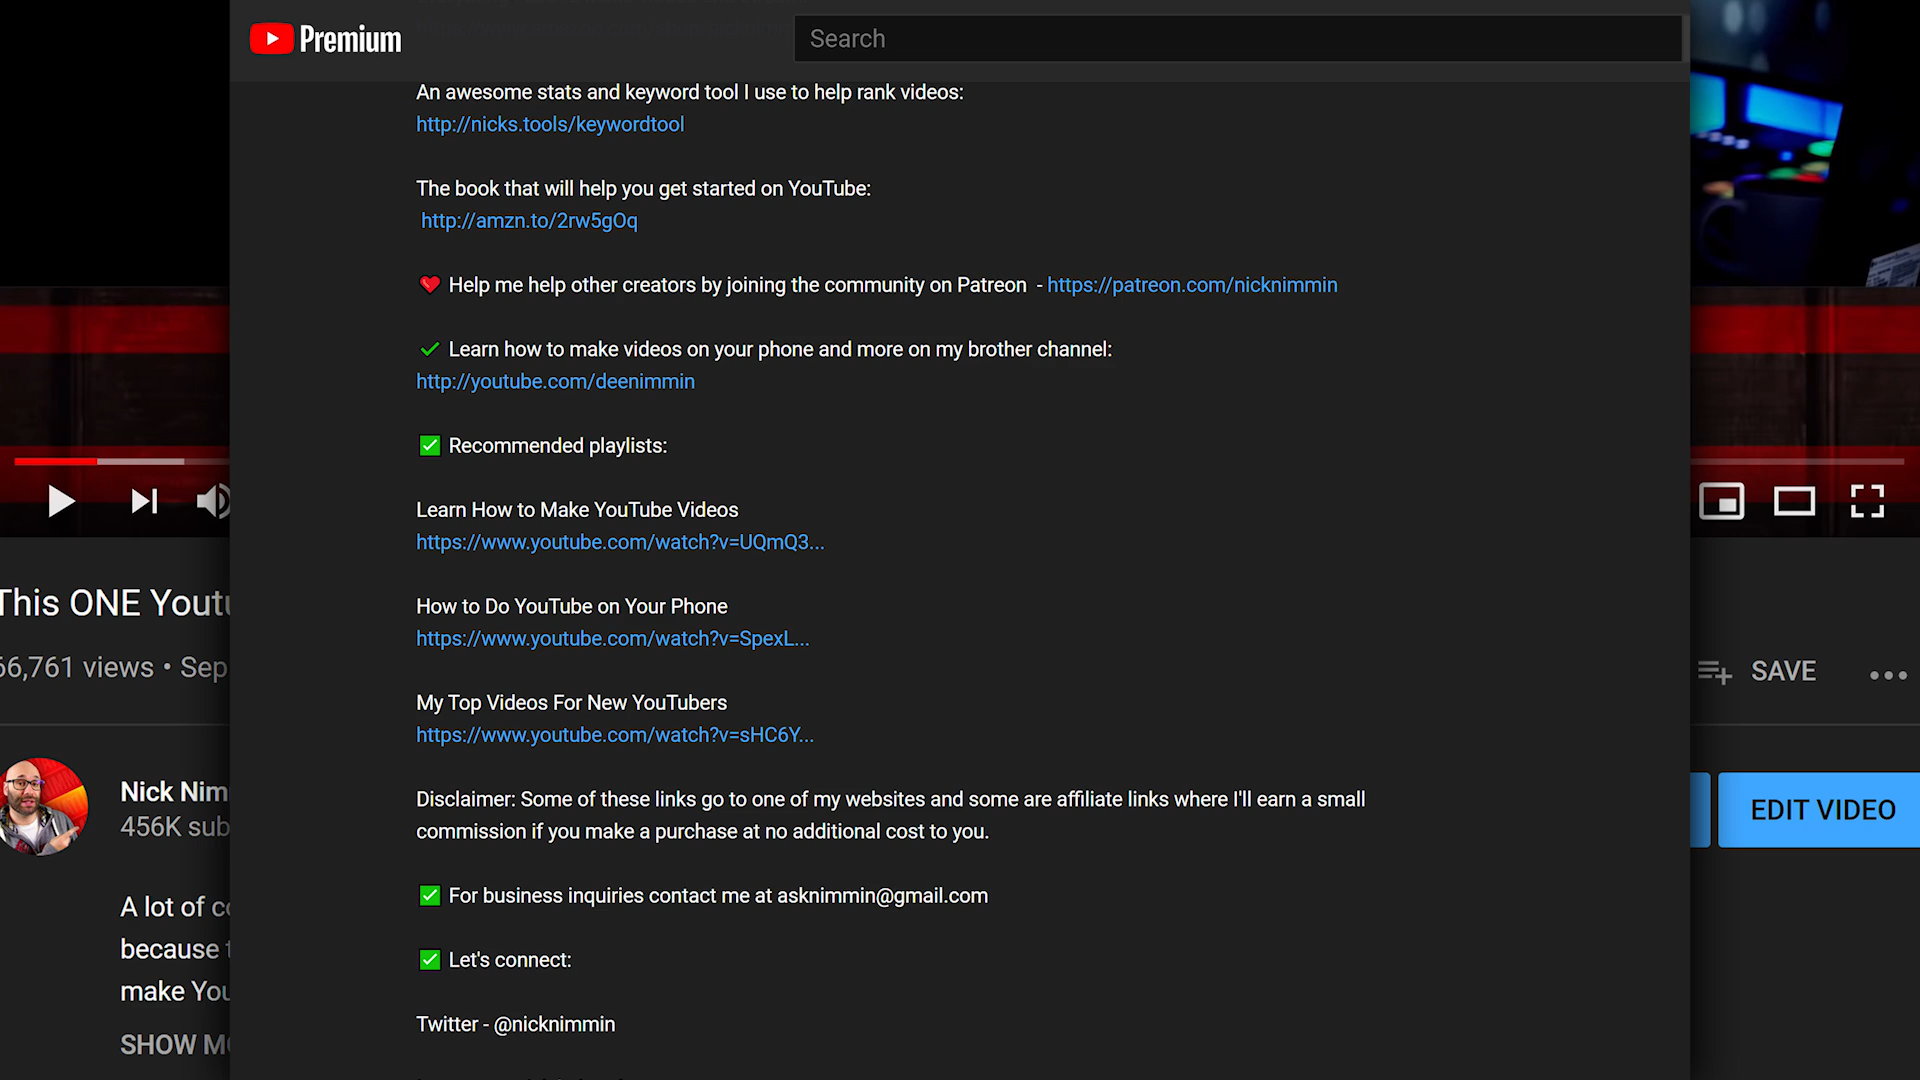 Premium
Search
An awesome stats and keyword tool I use to help rank videos:
http://nicks.tools/keywordtool
The book that will help you get started on YouTube:
http://amzn.to/2rw5gOq
Help me help other creators by joining the community on Patreon - https://patreon.com/nicknimmin
Learn how to make videos on your phone and more on my brother channel:
http://youtube.com/deenimmin
Recommended playlists:
Learn How to Make YouTube Videos
https://www.youtube.com/watch?v=UQmQ3...
How to Do YouTube on Your Phone
https://www.youtube.com/watch?v=SpexL...
My Top Videos For New YouTubers
https://www.youtube.com/watch?v=sHC6Y...
Disclaimer: Some of these links go to one of my websites and some are affiliate links where I'll earn a small
commission if you make a purchase at no additional cost to you.
For business inquiries contact me at asknimmin@gmail.com
Let's connect:
Twitter - @nicknimmin
This ONE Yout
66,761 views • Sep
SAVE
Nick Nim
456K sub
EDIT VIDEO
A lot of
because
make You
SHOW